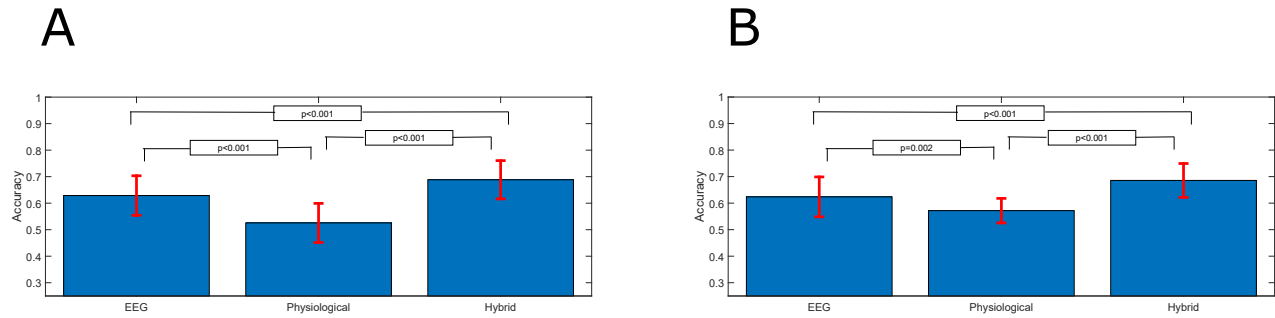 A
1
0.9
0.8
0.7
0.6
0.5
0.4
0.3
Accuracy
p<0.001
p<0.001
p<0.001
EEG
Physiological
Hybrid
B
1
0.9
0.8
0.7
0.6
0.5
0.4
0.3
Accuracy
p<0.001
p=0.002
p<0.001
EEG
Physiological
Hybrid